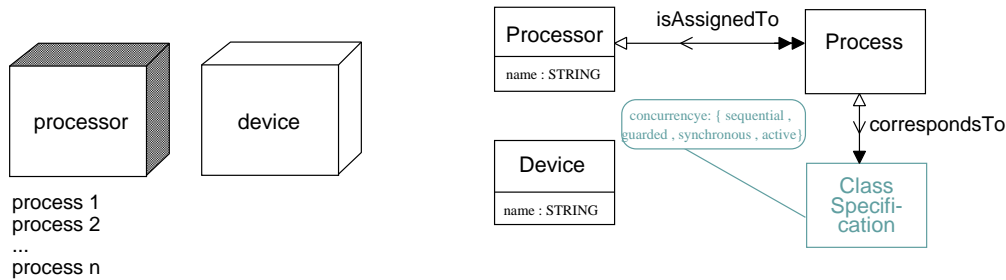 processor
device
process 1
process 2
...
process n
isAssignedTo
Processor
name : STRING
Process
concurrencye: { sequential ,
guarded , synchronous , active}
correspondsTo
Device
name : STRING
Class
Specifi-
cation